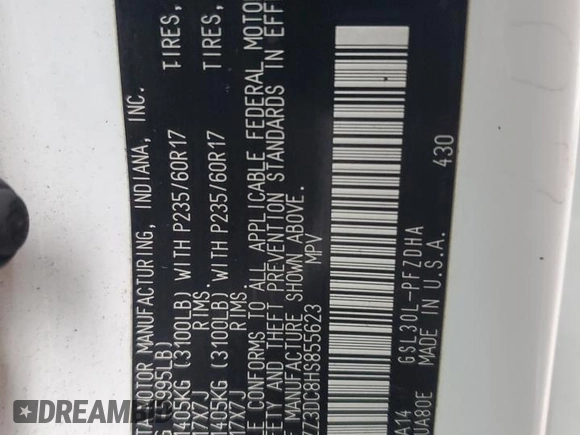 TA MOTOR MANUFACTURING, INDIANA, INC.
5995LB)
1405KG (3100LB) WITH P235/60R17 TIRES,
17X7J RIMS.
1405KG (3100LB) WITH P235/60R17 TIRES,
17X7J RIMS.
E CONFORMS TO ALL APPLICABLE FEDERAL MOTO
FETY AND THEFT PREVENTION STANDARDS IN EFF
F MANUFACTURE SHOWN ABOVE.
ZZ3DC8HS855623 MPV
A14 GSL30L-PFZDHA 430
0A80E MADE IN U.S.A.
DREAMBID